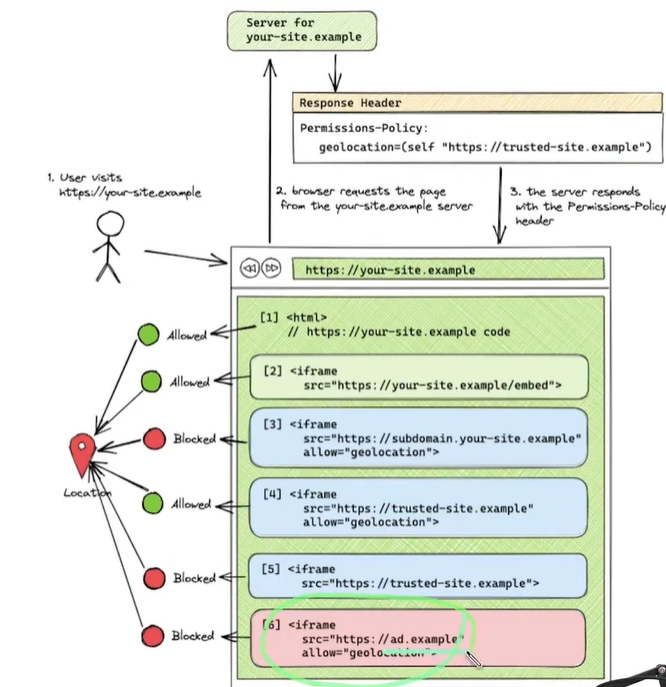 Server for
your-site.example
Response Header
Permissions-Policy:
geolocation=(self "https://trusted-site.example")
1. User visits
https://your-site.example
2. browser requests the page
from the your-site.example server
3. the server responds
with the Permissions-Policy
header
https://your-site.example
[1] <html>
// https://your-site.example code
Allowed
[2] <iframe
src="https://your-site.example/embed">
Allowed
[3] <iframe
src="https://subdomain.your-site.example"
allow="geolocation">
Blocked
Location
[4] <iframe
src="https://trusted-site.example"
allow="geolocation">
Allowed
[5] <iframe
src="https://trusted-site.example">
Blocked
[6] <iframe
src="https://ad.example"
allow="geolocation">
Blocked